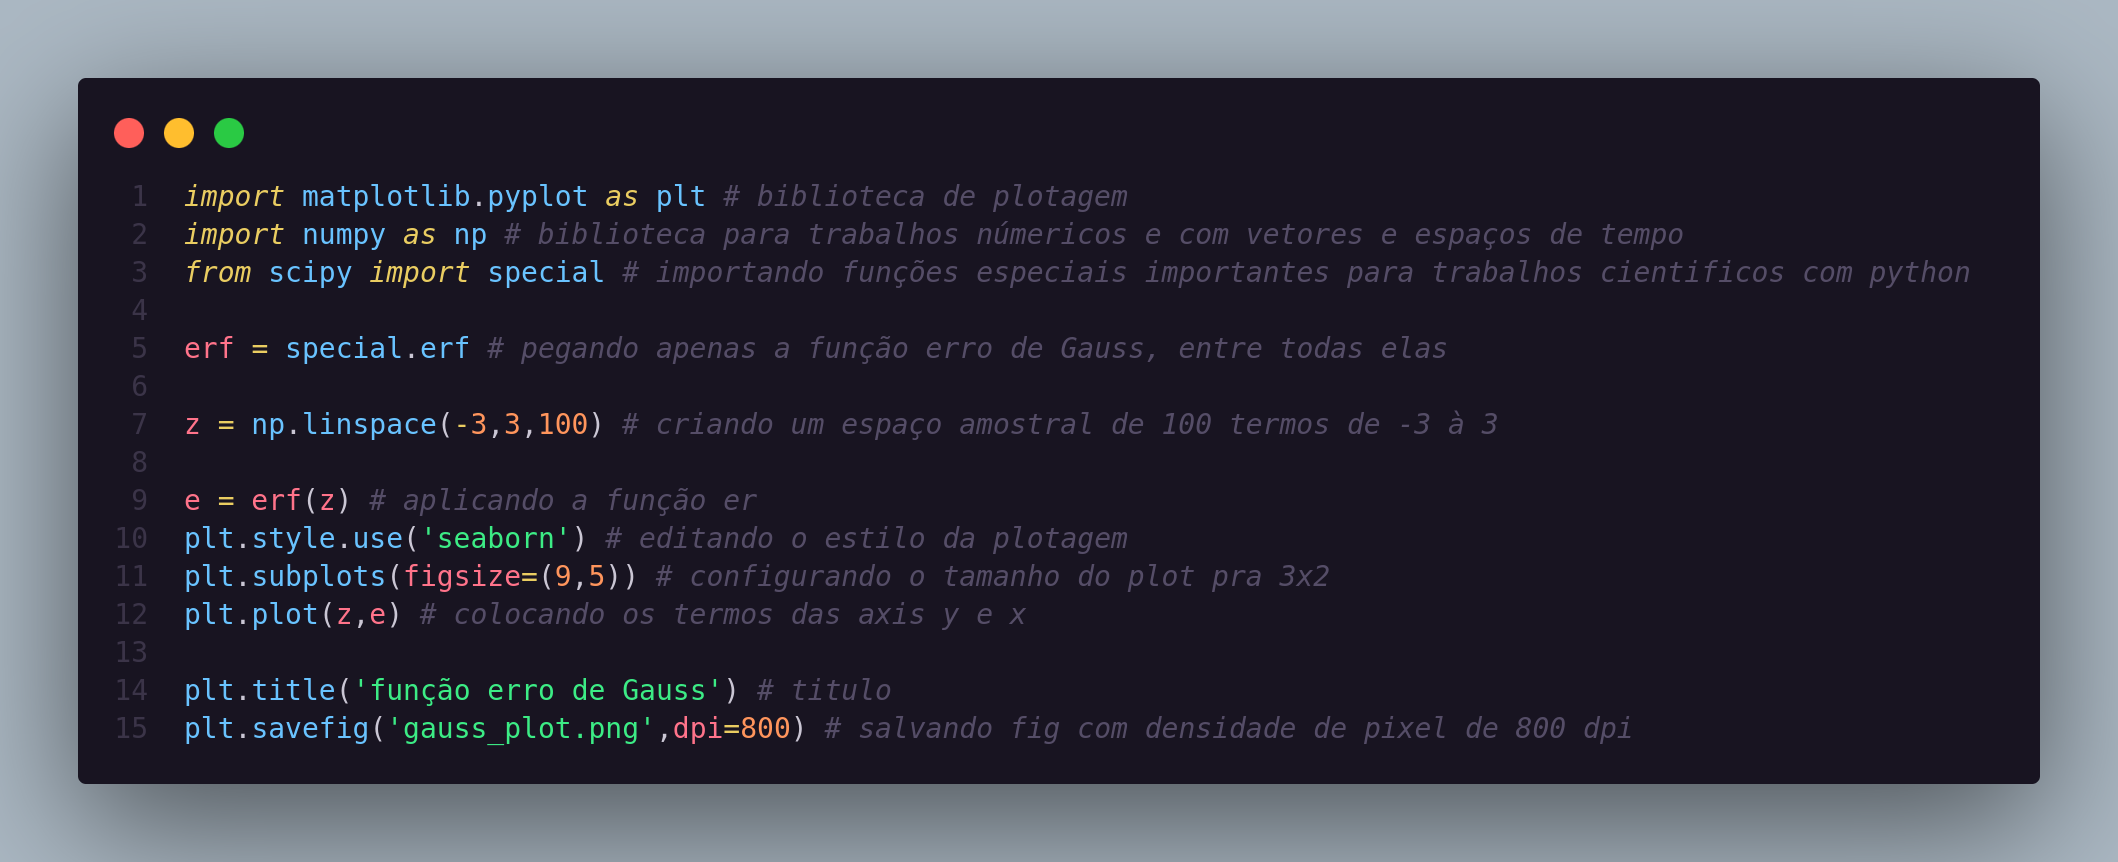 1 import matplotlib.pyplot as plt # biblioteca de plotagem
2 import numpy as np # biblioteca para trabalhos númericos e com vetores e espaços de tempo
3 from scipy import special # importando funções especiais importantes para trabalhos cientificos com python
4
5 erf = special.erf # pegando apenas a função erro de Gauss, entre todas elas
6
7 z = np.linspace(-3,3,100) # criando um espaço amostral de 100 termos de -3 à 3
8
9 e = erf(z) # aplicando a função er
10 plt.style.use('seaborn') # editando o estilo da plotagem
11 plt.subplots(figsize=(9,5)) # configurando o tamanho do plot pra 3x2
12 plt.plot(z,e) # colocando os termos das axis y e x
13
14 plt.title('função erro de Gauss') # titulo
15 plt.savefig('gauss_plot.png',dpi=800) # salvando fig com densidade de pixel de 800 dpi